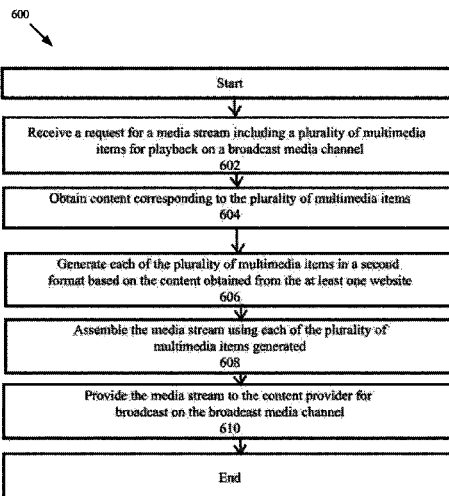 600
Start
Receive a request for a media stream including a plurality of multimedia
items for playback on a broadcast media channel
602
Obtain content corresponding to the plurality of multimedia items
604
Generate each of the plurality of multimedia items in a second
format based on the content obtained from the at least one website
606
Assemble the media stream using each of the plurality of
multimedia items generated
608
Provide the media stream to the content provider for
broadcast on the broadcast media channel
610
End